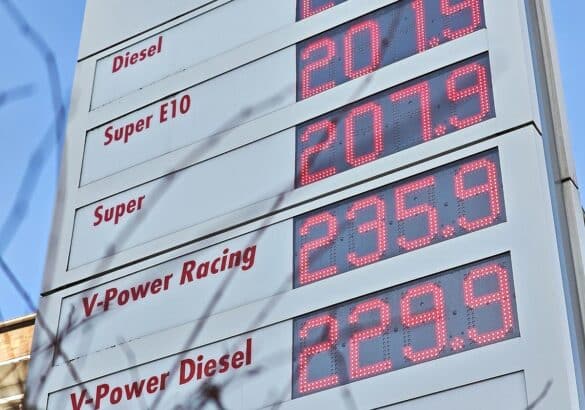 Diesel
Super E10 201.9
Super 207.9
V-Power Racing 235.9
V-Power Diesel 229.9